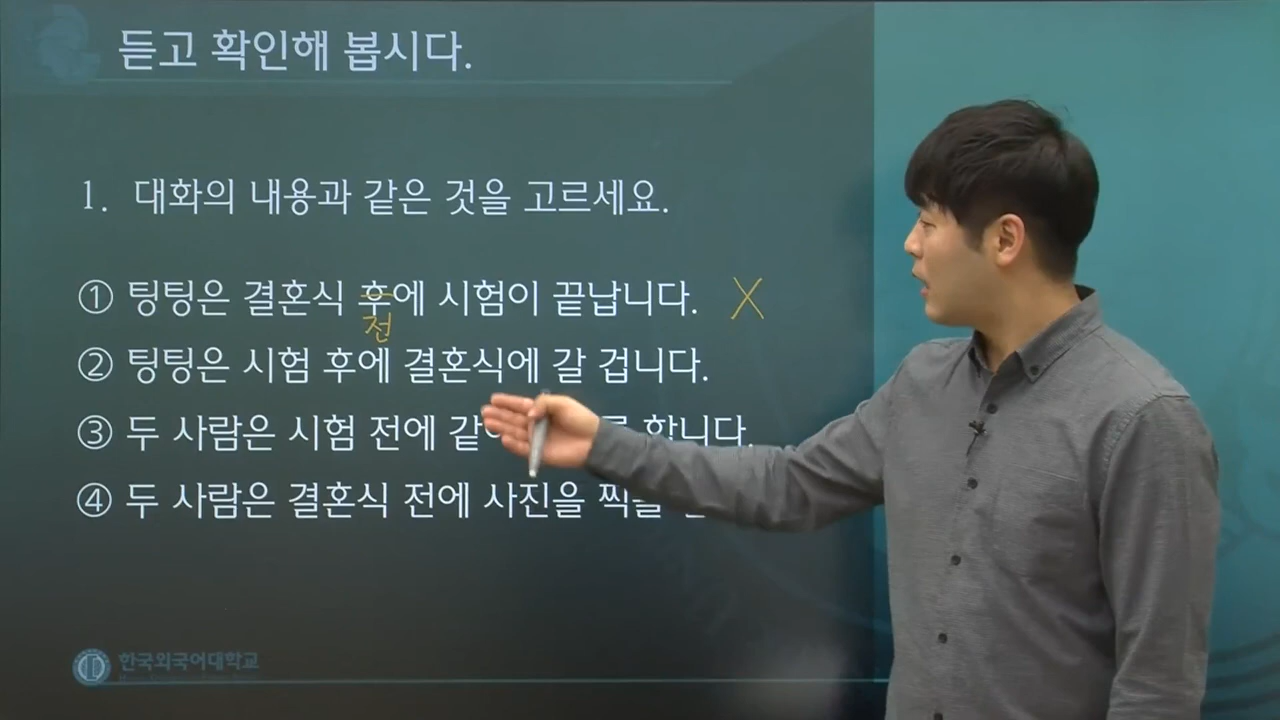 듣고 확인해 봅시다.
1. 대화의 내용과 같은 것을 고르세요.
① 팅팅은 결혼식 후에 시험이 끝납니다. X
전
② 팅팅은 시험 후에 결혼식에 갈 겁니다.
③ 두 사람은 시험 전에 합니다.
④ 두 사람은 결혼식 전에 사진을 찍을
한국외국어대학교